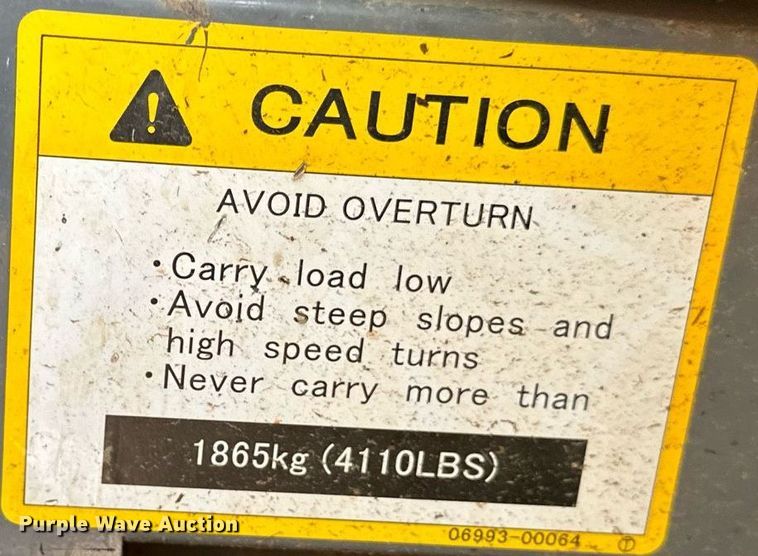 CAUTION
AVOID OVERTURN
・Carry load low
・Avoid steep slopes and
high speed turns
・Never carry more than
1865kg (4110LBS)
06993-00064 T
Purple Wave Auction